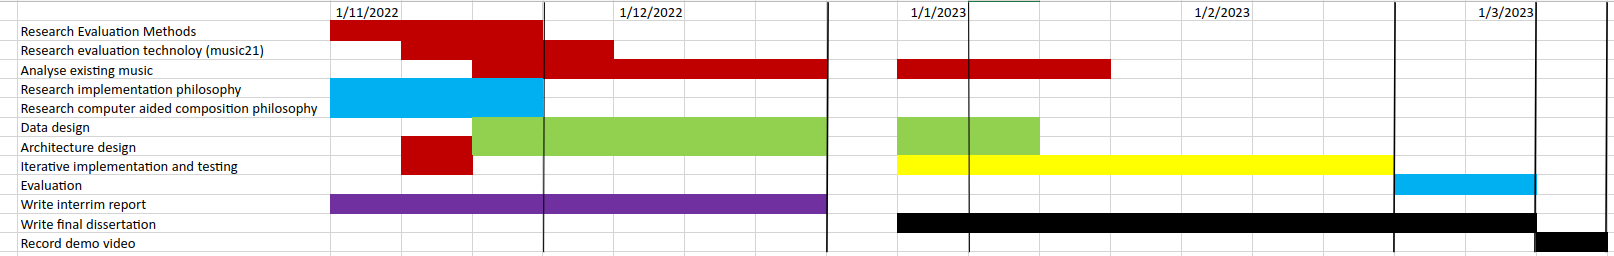 1/11/2022 1/12/2022 1/1/2023 1/2/2023 1/3/2023
Research Evaluation Methods
Research evaluation technoloy (music21)
Analyse existing music
Research implementation philosophy
Research computer aided composition philosophy
Data design
Architecture design
Iterative implementation and testing
Evaluation
Write interrim report
Write final dissertation
Record demo video